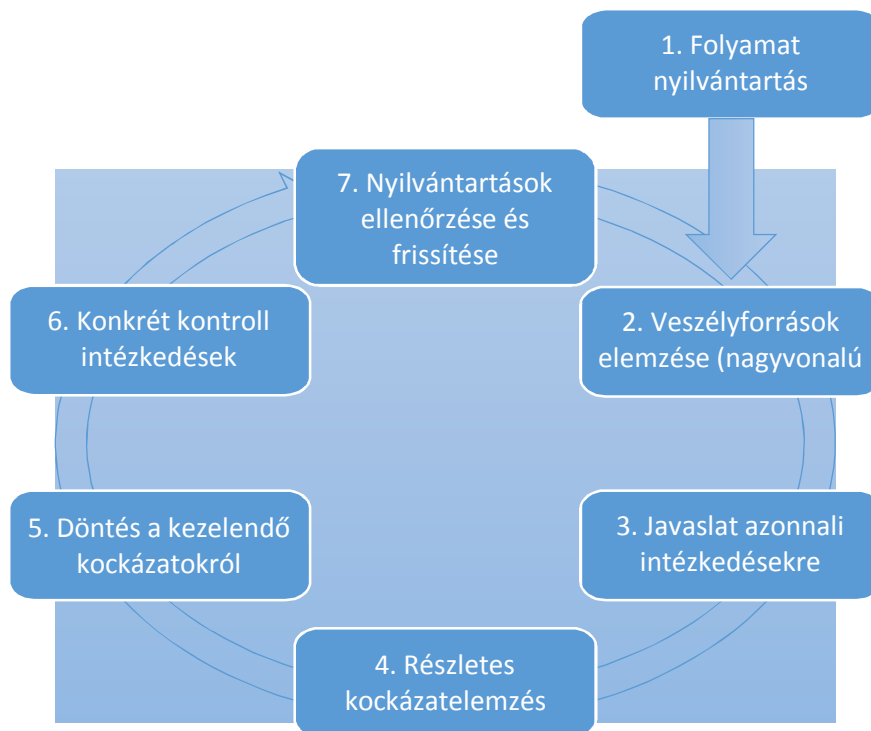 1. Folyamat
nyilvántartás
7. Nyilvántartások
ellenőrzése és
frissítése
6. Konkrét kontroll
intézkedések
2. Veszélyforrások
elemzése (nagyvonalú
5. Döntés a kezelendő
kockázatokról
3. Javaslat azonnali
intézkedésekre
4. Részletes
kockázatelemzés